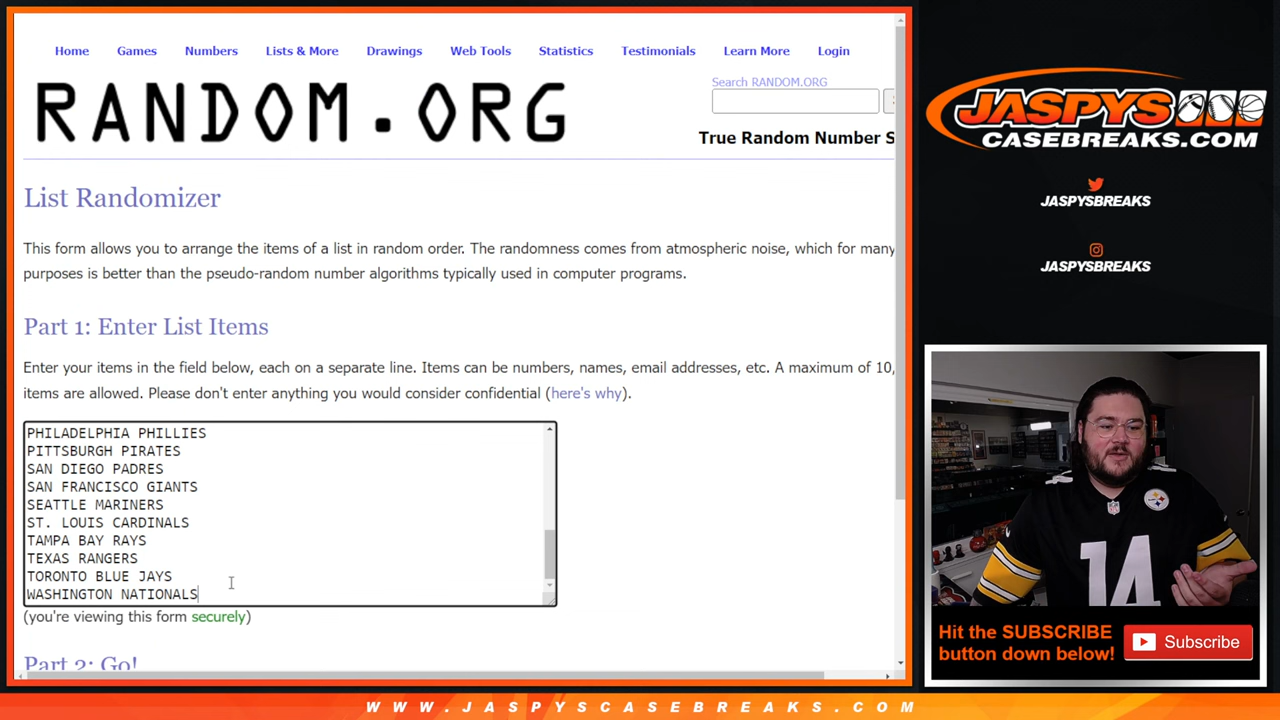 Home Games Numbers Lists & More Drawings Web Tools Statistics Testimonials Learn More Login
Search RANDOM.ORG
RANDOM.ORG
True Random Number S
List Randomizer
This form allows you to arrange the items of a list in random order. The randomness comes from atmospheric noise, which for many
purposes is better than the pseudo-random number algorithms typically used in computer programs.
Part 1: Enter List Items
Enter your items in the field below, each on a separate line. Items can be numbers, names, email addresses, etc. A maximum of 10,
items are allowed. Please don't enter anything you would consider confidential (here's why).
PHILADELPHIA PHILLIES
PITTSBURGH PIRATES
SAN DIEGO PADRES
SAN FRANCISCO GIANTS
SEATTLE MARINERS
ST. LOUIS CARDINALS
TAMPA BAY RAYS
TEXAS RANGERS
TORONTO BLUE JAYS
WASHINGTON NATIONALS
(you're viewing this form securely)
Part 2: Go!
JASPYS
CASEBREAKS.COM
JASPYSBREAKS
JASPYSBREAKS
14
Hit the SUBSCRIBE
button down below!
Subscribe
WWW.JASPYSCASEBREAKS.COM